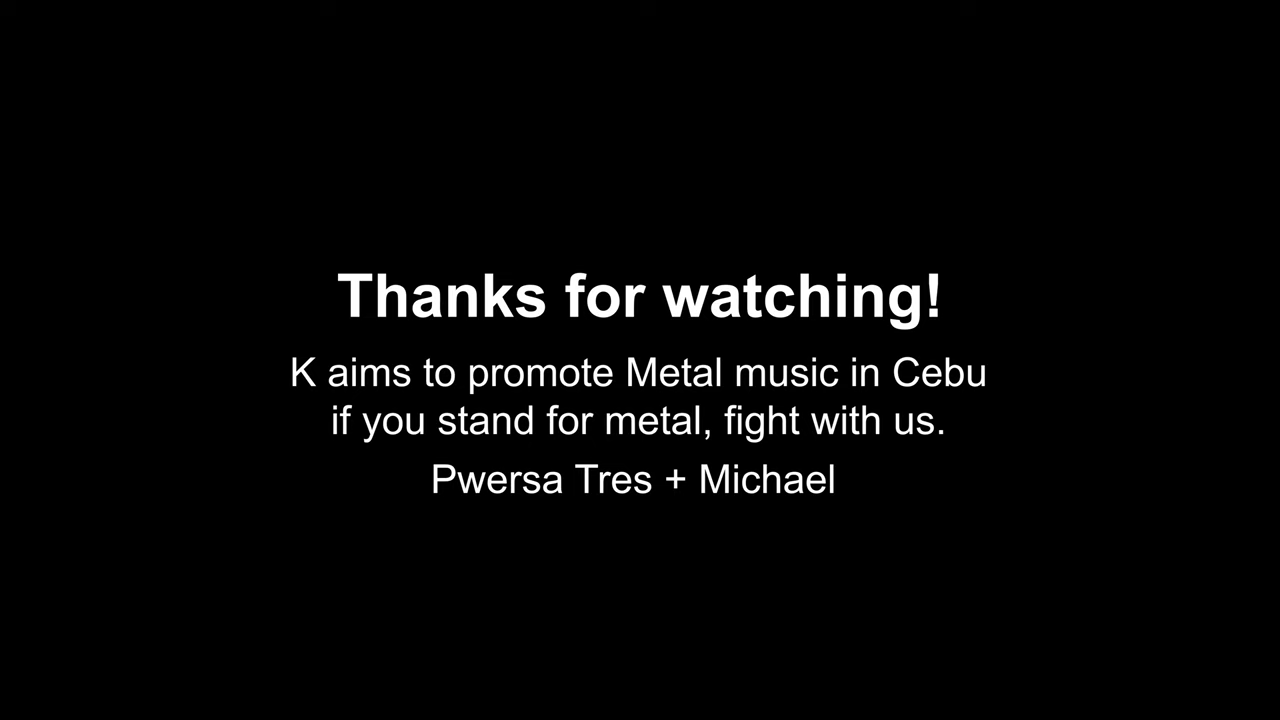 Thanks for watching!
K aims to promote Metal music in Cebu
if you stand for metal, fight with us.
Pwersa Tres + Michael